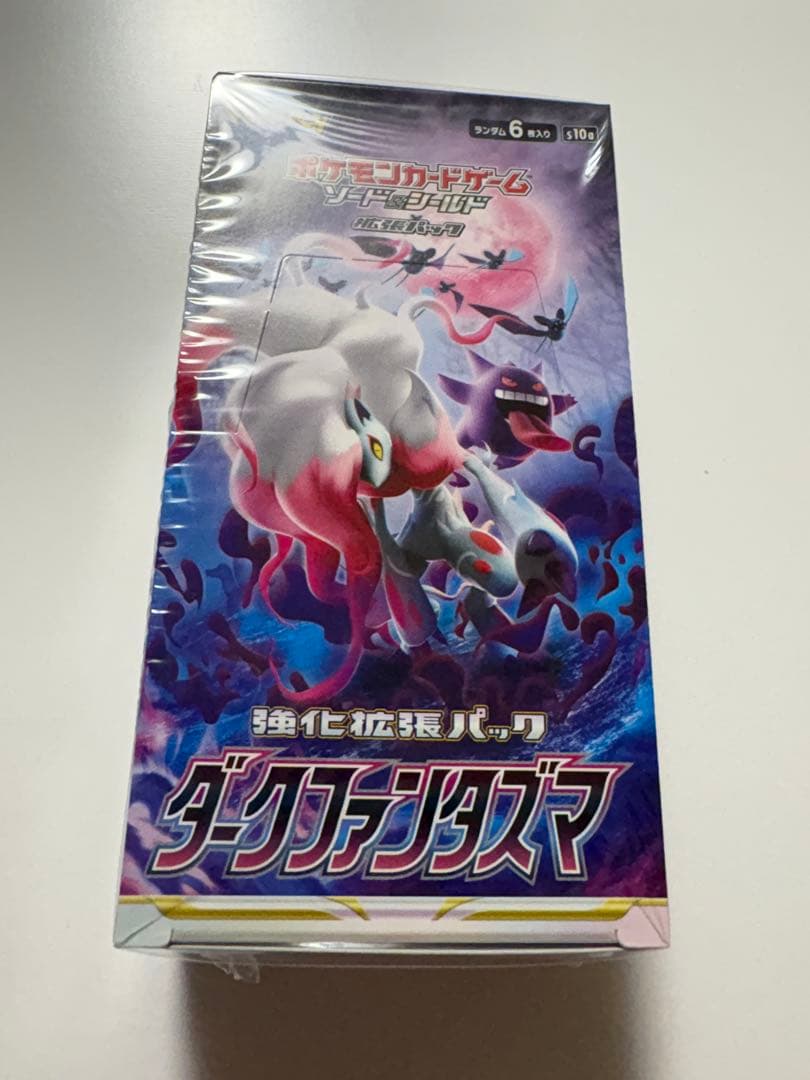 ランダム6枚入り s10a
ポケモンカードゲーム
ソード&シールド
拡張パック
強化拡張パック
ダークファンタズマ